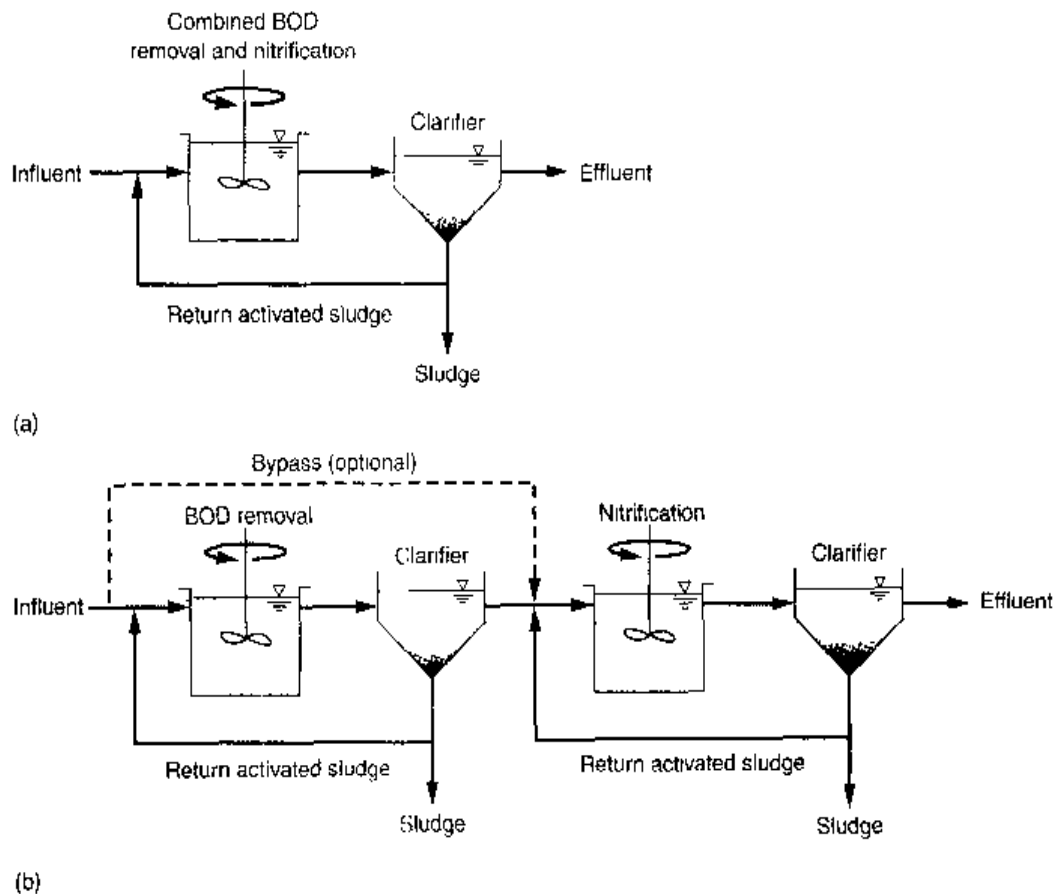 Combined BOD
removal and nitrification
Clarifier
Influent
Effluent
Return activated sludge
Sludge
(a)
Bypass (optional)
BOD removal
Nitrification
Clarifier
Clarifier
Influent
Effluent
Return activated sludge
Return activated sludge
Sludge
Sludge
(b)